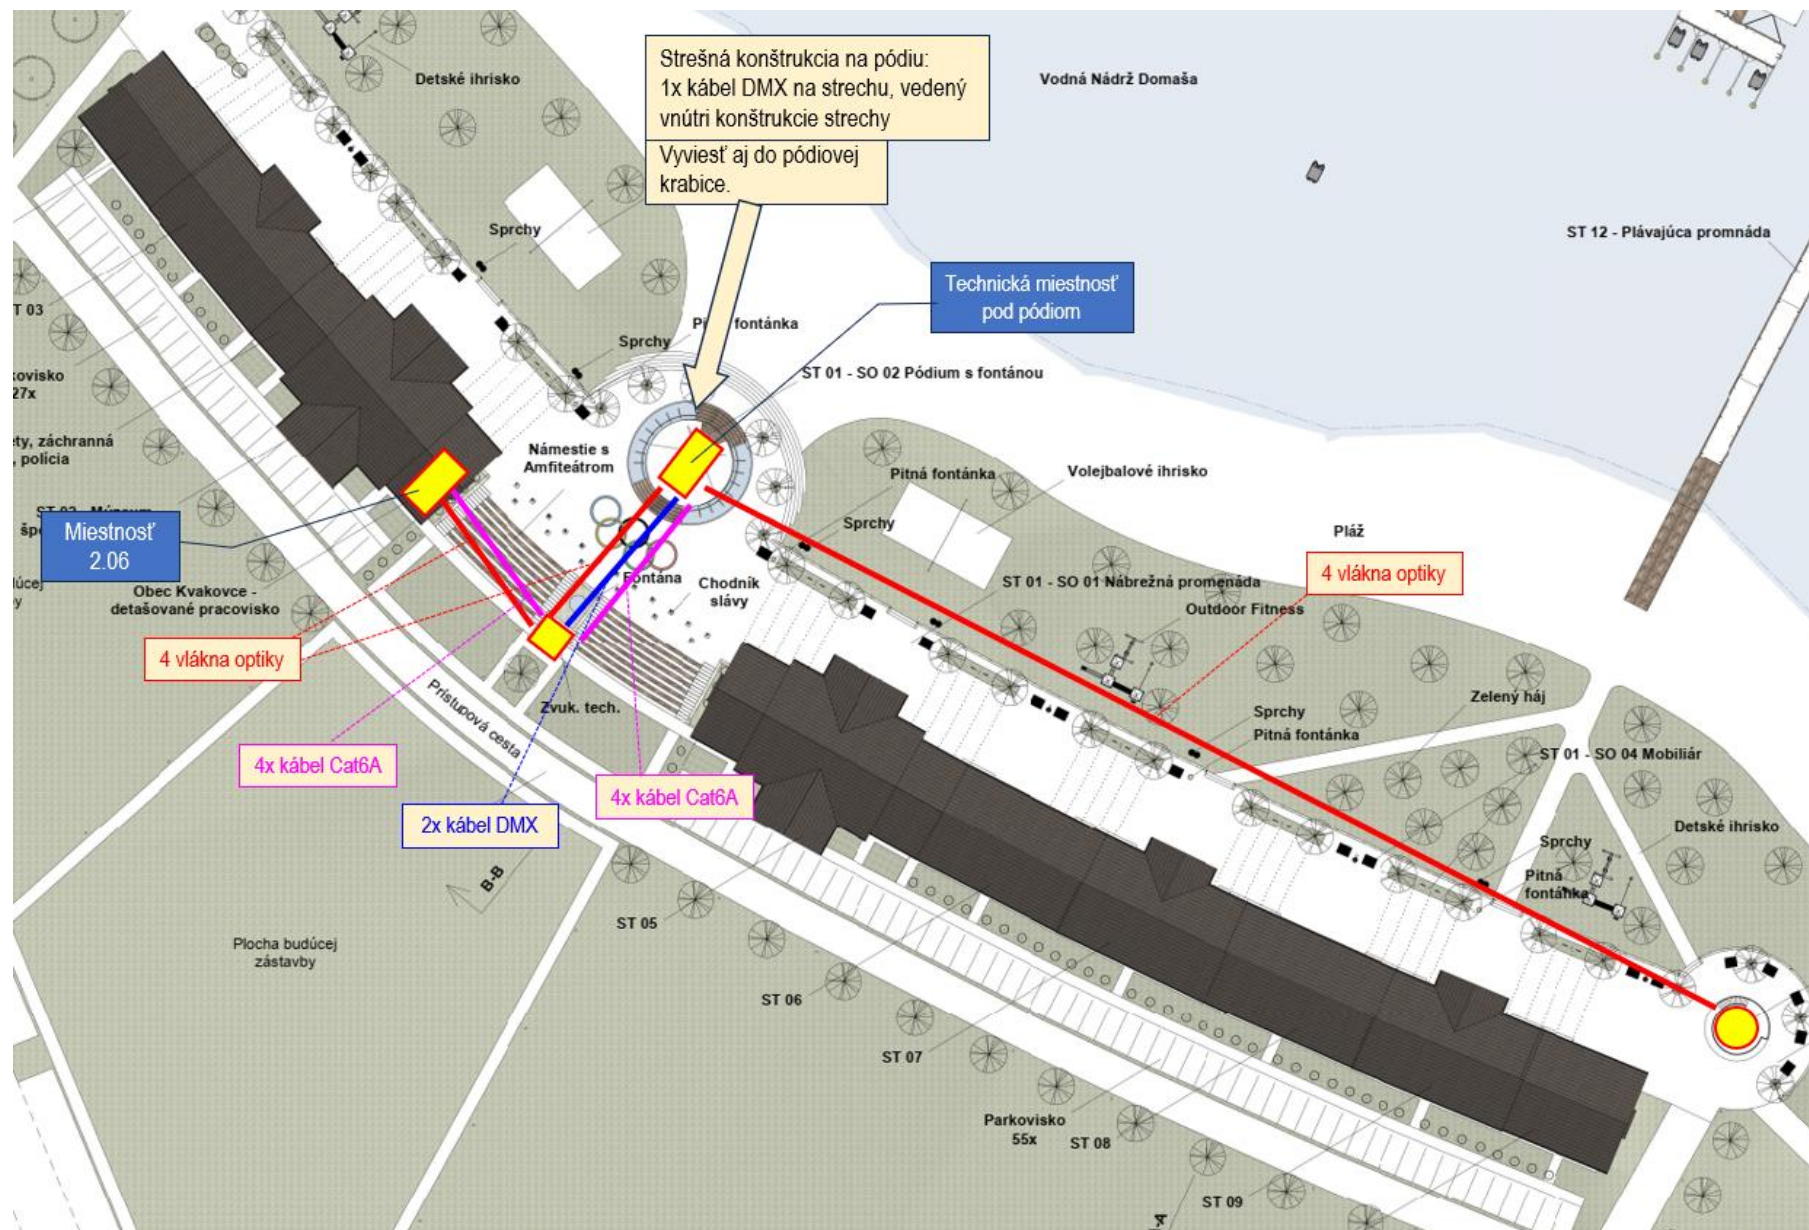 Strešná konštrukcia na pódiu:
1x kábel DMX na strechu, vedený
vnútri konštrukcie strechy
Vyviesť aj do pódiovej
krabice.
Detské ihrisko
Vodná Nádrž Domaša
Sprchy
ST 12 - Plávajúca promnáda
Technická miestnosť
pod pódiom
T 03
fontánka
Sprchy
ST 01 - SO 02 Pódium s fontánou
kovisko
27x
ety, záchranná
, polícia
Námestie s
Amfiteátrom
Pitná fontánka
Volejbalové ihrisko
Miestnosť
2.06
Sprchy
Pláž
Fontána
Chodník
slávy
ST 01 - SO 01 Nábrežná promenáda
4 vlákna optiky
Obec Kvakovce -
detašované pracovisko
Outdoor Fitness
4 vlákna optiky
Prístupová cesta
Zvuk. tech.
Zelený háj
Sprchy
Pitná fontánka
ST 01 - SO 04 Mobiliár
4x kábel Cat6A
4x kábel Cat6A
2x kábel DMX
Detské ihrisko
Sprchy
Pitná
fontánka
B-B
ST 05
Plocha budúcej
zástavby
ST 06
ST 07
Parkovisko
55x
ST 08
ST 09